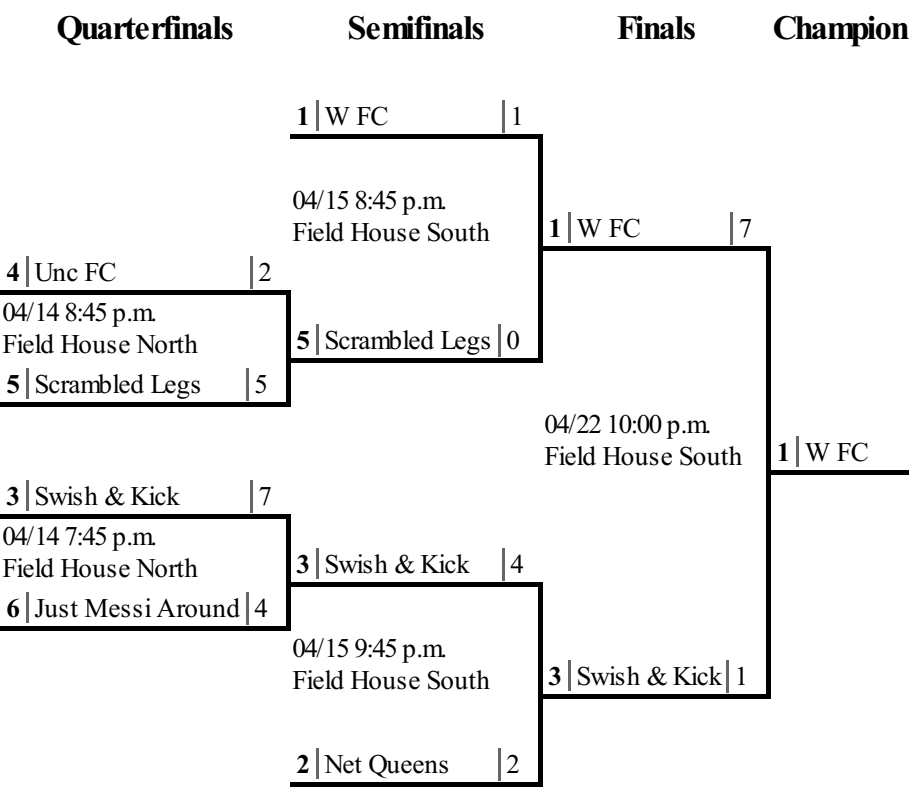 Quarterfinals Semifinals Finals Champion
4 Unc FC 2
04/14 8:45 p.m.
Field House North
5 Scrambled Legs 5
3 Swish & Kick 7
04/14 7:45 p.m.
Field House North
6 Just Messi Around 4
1 W FC 1
04/15 8:45 p.m.
Field House South
5 Scrambled Legs 0
3 Swish & Kick 4
04/15 9:45 p.m.
Field House South
2 Net Queens 2
1 W FC 7
04/22 10:00 p.m.
Field House South
3 Swish & Kick 1
1 W FC